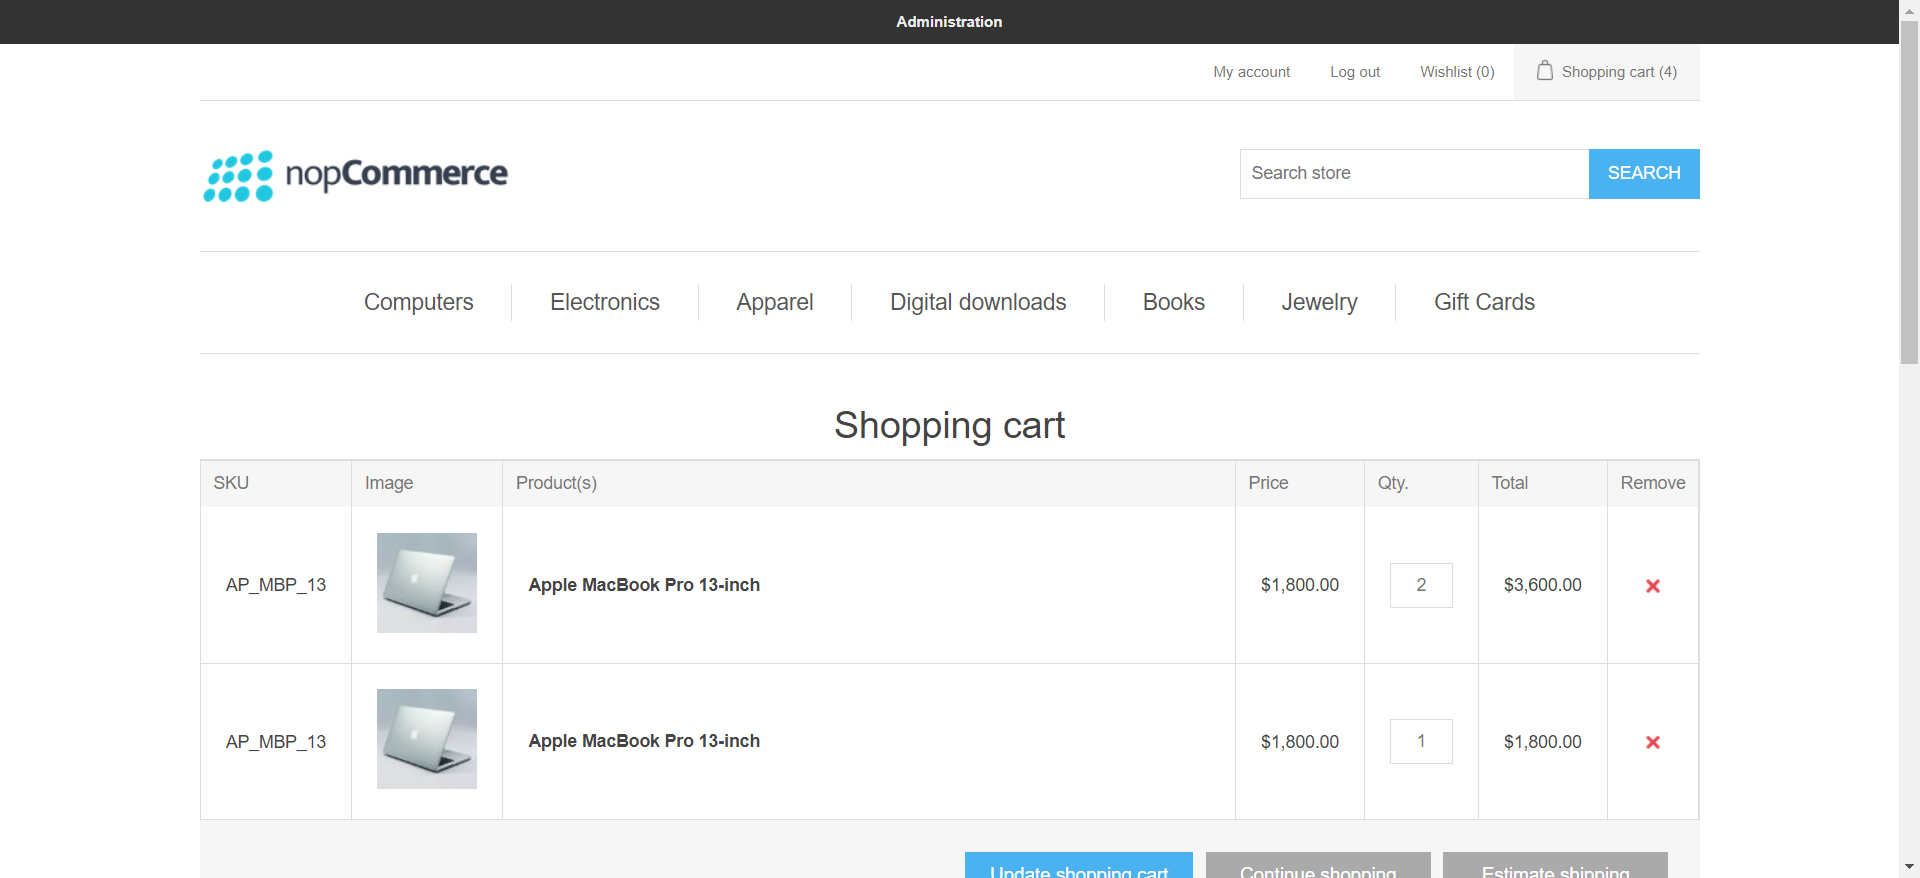 Administration
My account Log out Wishlist (0) Shopping cart (4)
nopCommerce
Search store SEARCH
Computers Electronics Apparel Digital downloads Books Jewelry Gift Cards
Shopping cart
SKU Image Product(s) Price Qty. Total Remove
AP_MBP_13 Apple MacBook Pro 13-inch $1,800.00 2 $3,600.00
AP_MBP_13 Apple MacBook Pro 13-inch $1,800.00 1 $1,800.00
Update shopping cart Continue shopping Estimate shipping